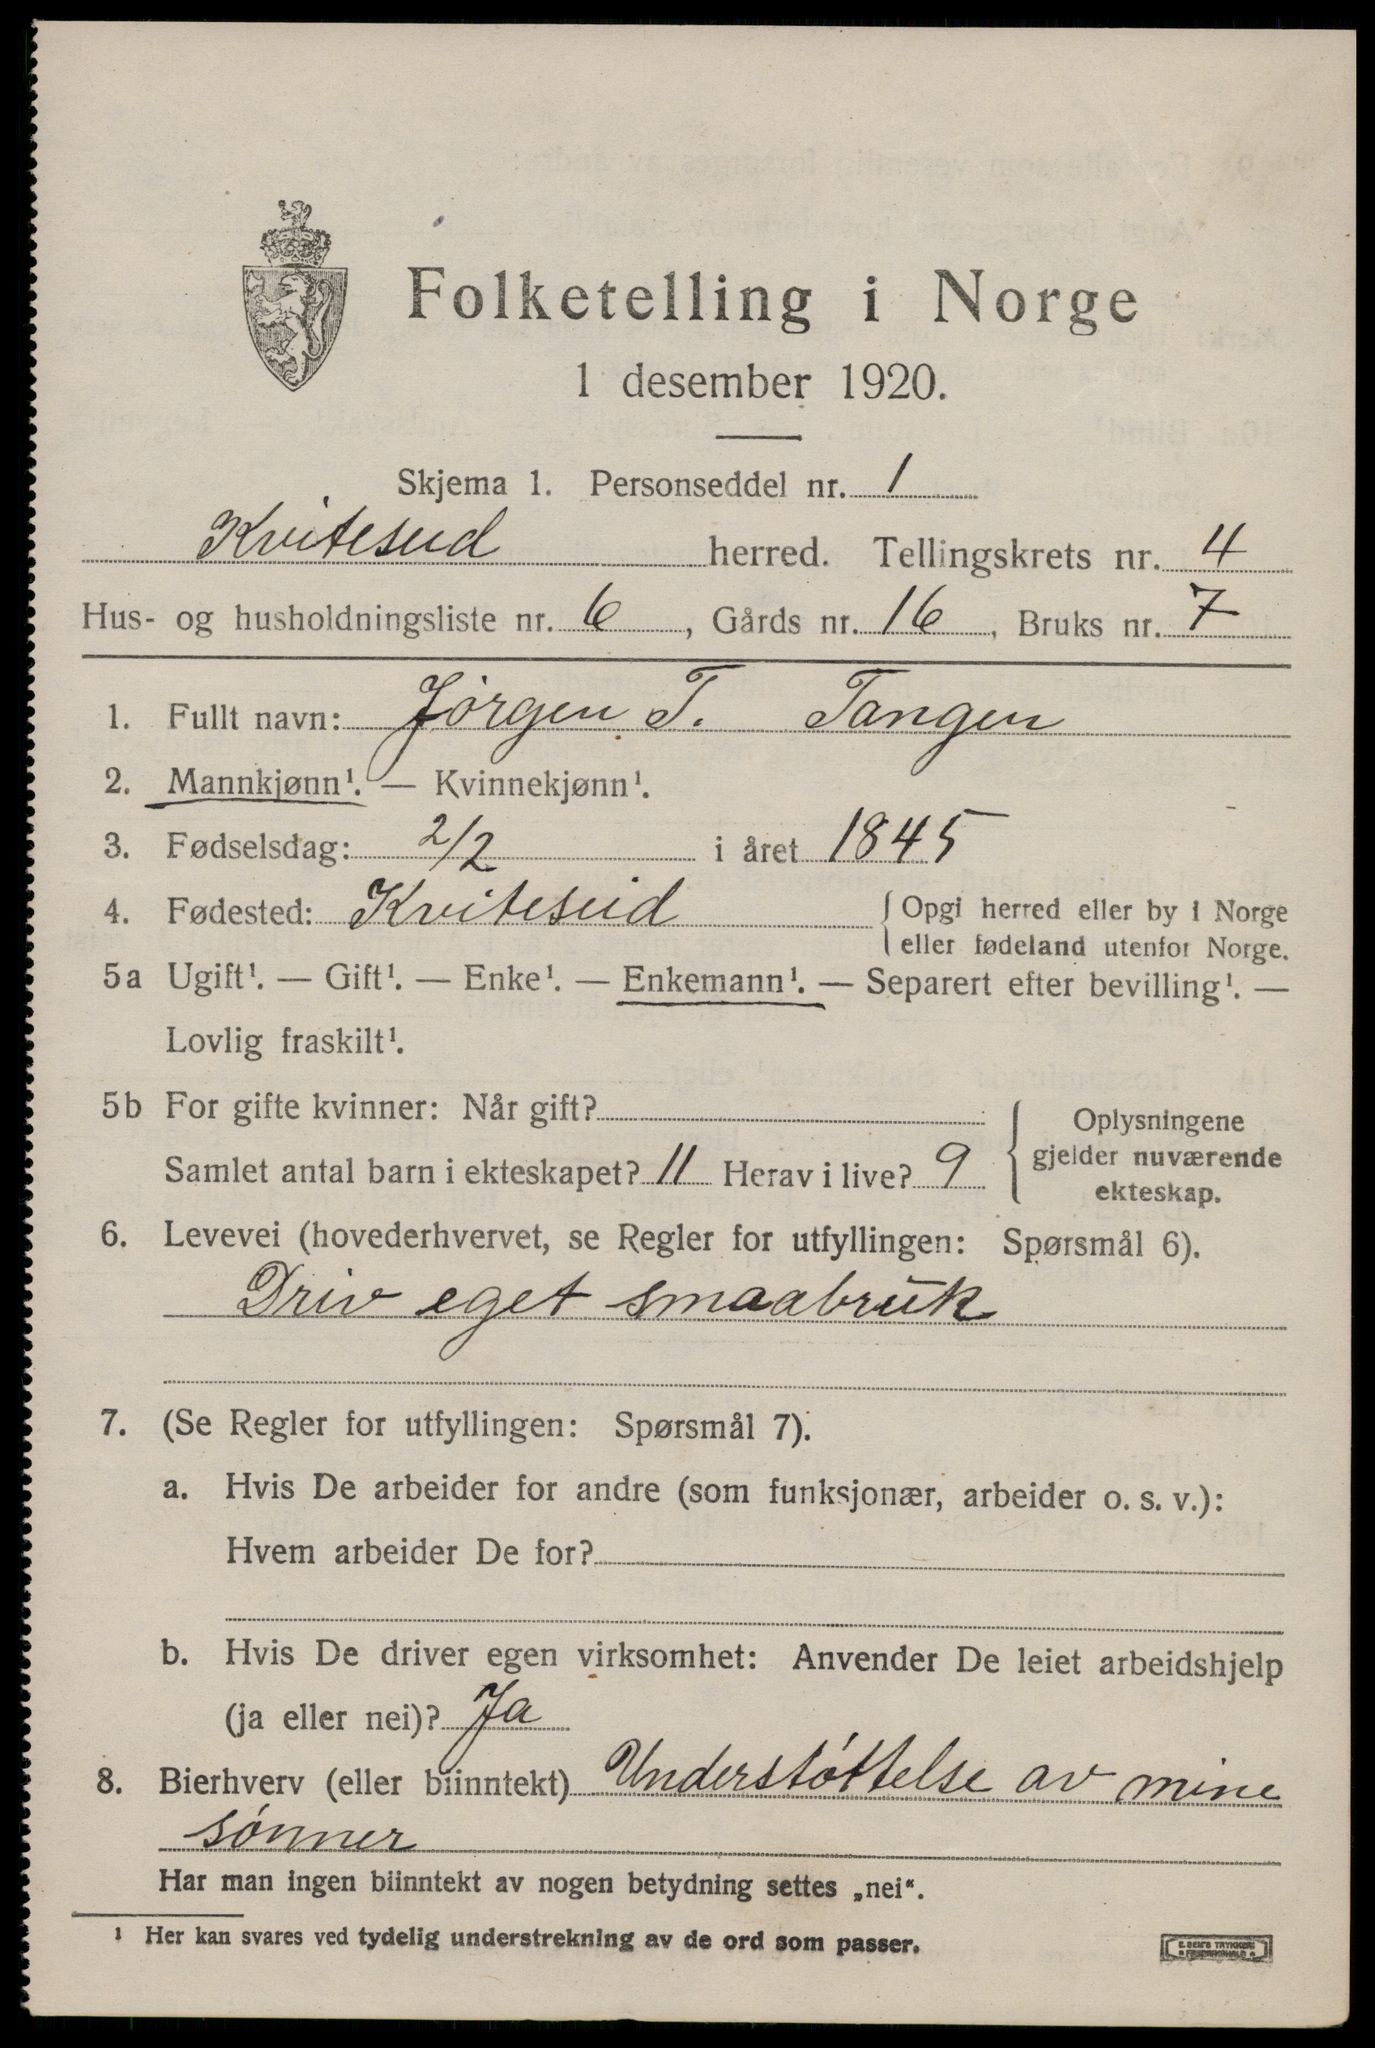 Folketelling i Norge
1 desember 1920.
Skjema 1. Personseddel nr. 1
Kviteseid herred. Tellingskrets nr. 4
Hus- og husholdningsliste nr. 6, Gårds nr. 16, Bruks nr. 7
1. Fullt navn: Jörgen T. Tangen
2. Mannkjønn¹. — Kvinnekjønn¹.
3. Fødselsdag: 2/2 i året 1845
4. Fødested: Kviteseid
Opgi herred eller by i Norge
eller fødeland utenfor Norge.
5a Ugift¹. — Gift¹. — Enke¹. — Enkemann¹. — Separert efter bevilling¹. —
Lovlig fraskilt¹.
5b For gifte kvinner: Når gift?
Samlet antal barn i ekteskapet? 11 Herav i live? 9
Oplysningene
gjelder nuværende
ekteskap.
6. Levevei (hovederhvervet, se Regler for utfyllingen: Spørsmål 6).
Driv eget smaabruk
7. (Se Regler for utfyllingen: Spørsmål 7).
a. Hvis De arbeider for andre (som funksjonær, arbeider o. s. v.):
Hvem arbeider De for?
b. Hvis De driver egen virksomhet: Anvender De leiet arbeidshjelp
(ja eller nei)? Ja
8. Bierhverv (eller biinntekt) Understøttelse av mine
sønner
Har man ingen biinntekt av nogen betydning settes „nei".
¹ Her kan svares ved tydelig understrekning av de ord som passer.